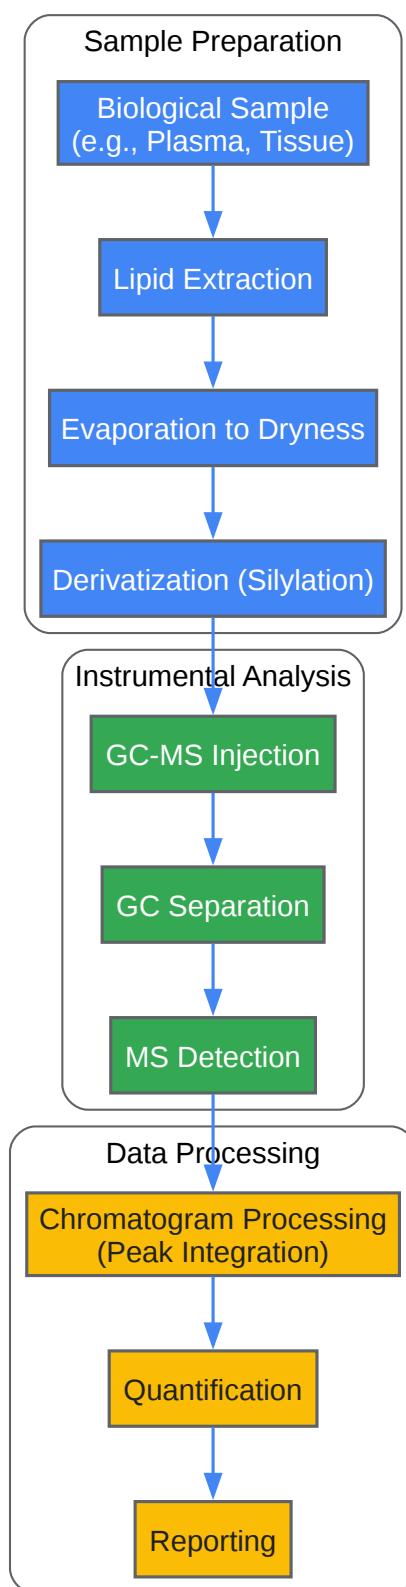 Sample Preparation
Biological Sample
(e.g., Plasma, Tissue)
Lipid Extraction
Evaporation to Dryness
Derivatization (Silylation)
Instrumental Analysis
GC-MS Injection
GC Separation
MS Detection
Data Processing
Chromatogram Processing
(Peak Integration)
Quantification
Reporting